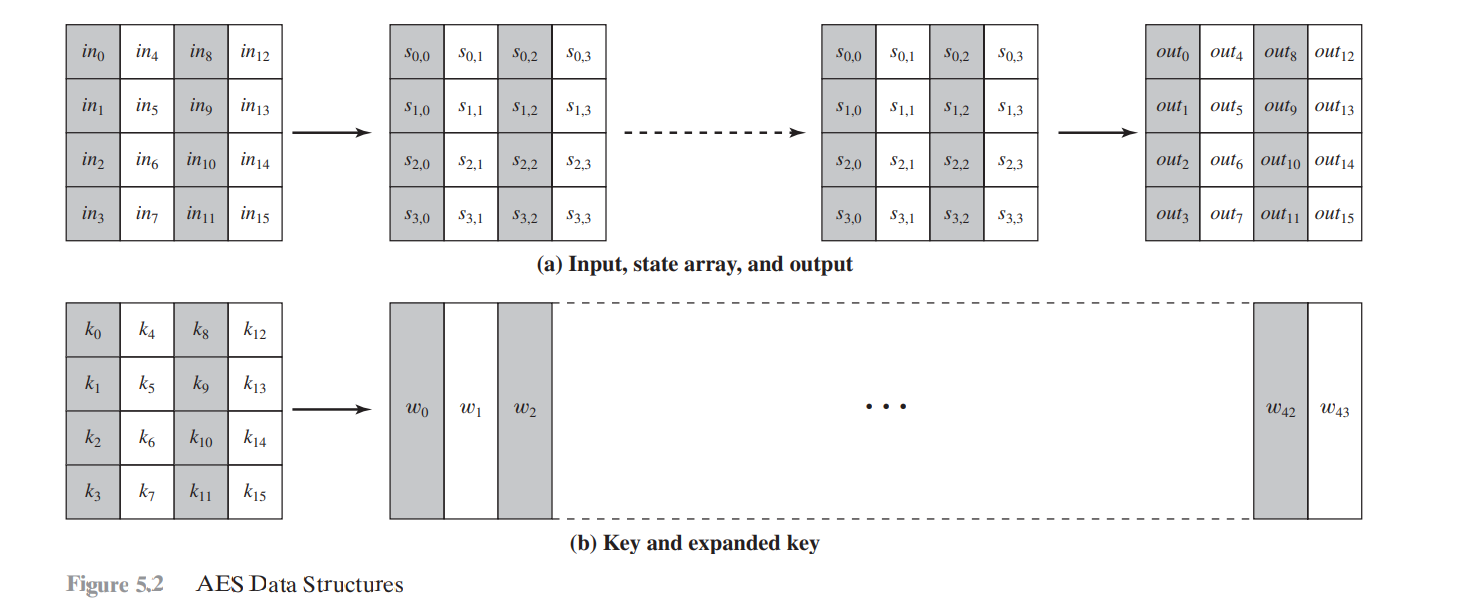 in0 in4 in8 in12 s0,0 s0,1 s0,2 s0,3 s0,0 s0,1 s0,2 s0,3 out0 out4 out8 out12
in1 in5 in9 in13 s1,0 s1,1 s1,2 s1,3 s1,0 s1,1 s1,2 s1,3 out1 out5 out9 out13
in2 in6 in10 in14 s2,0 s2,1 s2,2 s2,3 s2,0 s2,1 s2,2 s2,3 out2 out6 out10 out14
in3 in7 in11 in15 s3,0 s3,1 s3,2 s3,3 s3,0 s3,1 s3,2 s3,3 out3 out7 out11 out15
(a) Input, state array, and output
k0 k4 k8 k12
k1 k5 k9 k13
w0 w1 w2 • • • w42 w43
k2 k6 k10 k14
k3 k7 k11 k15
(b) Key and expanded key
Figure 5.2 AES Data Structures